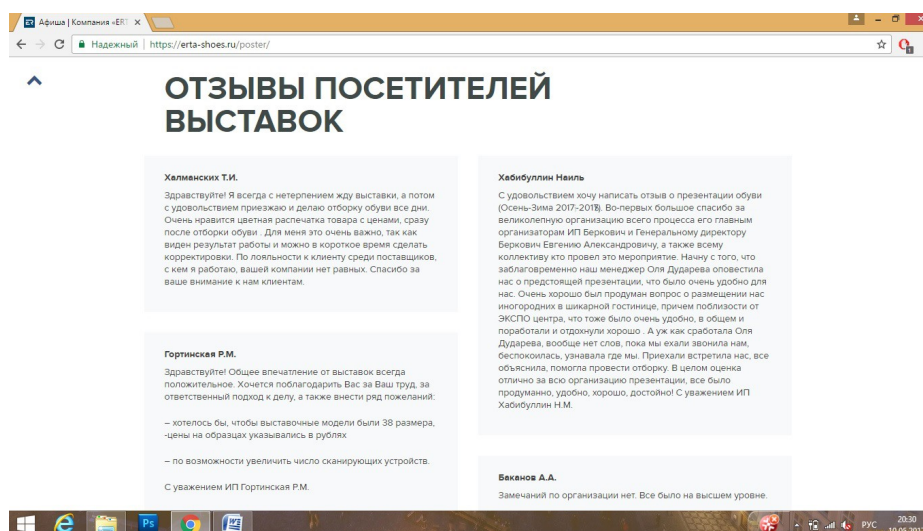 Афиша | Компания «ERT
Надежный | https://erta-shoes.ru/poster/
ОТЗЫВЫ ПОСЕТИТЕЛЕЙ
ВЫСТАВОК
Халманских Т.И.
Здравствуйте! Я всегда с нетерпением жду выставки, а потом
с удовольствием приезжаю и делаю отборку обуви все дни.
Очень нравится цветная распечатка товара с ценами, сразу
после отборки обуви . Для меня это очень важно, так как
виден результат работы и можно в короткое время сделать
корректировки. По лояльности к клиенту среди поставщиков,
с кем я работаю, вашей компании нет равных. Спасибо за
ваше внимание к нам клиентам.
Гортинская Р.М.
Здравствуйте! Общее впечатление от выставок всегда
положительное. Хочется поблагодарить Вас за Ваш труд, за
ответственный подход к делу, а также внести ряд пожеланий:
– хотелось бы, чтобы выставочные модели были 38 размера,
-цены на образцах указывались в рублях
– по возможности увеличить число сканирующих устройств.
С уважением ИП Гортинская Р.М.
Хабибуллин Наиль
С удовольствием хочу написать отзыв о презентации обуви
(Осень-Зима 2017-2018). Во-первых большое спасибо за
великолепную организацию всего процесса его главным
организаторам ИП Беркович и Генеральному директору
Беркович Евгению Александровичу, а также всему
коллективу кто провел это мероприятие. Начну с того, что
заблаговременно наш менеджер Оля Дударева оповестила
нас о предстоящей презентации, что было очень удобно для
нас. Очень хорошо был продуман вопрос о размещении нас
иногородних в шикарной гостинице, причем поблизости от
ЭКСПО центра, что тоже было очень удобно, в общем и
поработали и отдохнули хорошо . А уж как сработала Оля
Дударева, вообще нет слов, пока мы ехали звонила нам,
беспокоилась, узнавала где мы. Приехали встретила нас, все
объяснила, помогла провести отборку. В целом оценка
отлично за всю организацию презентации, все было
продуманно, удобно, хорошо, достойно! С уважением ИП
Хабибуллин Н.М.
Баканов А.А.
Замечаний по организации нет. Все было на высшем уровне.
Ps
РУС
20:30